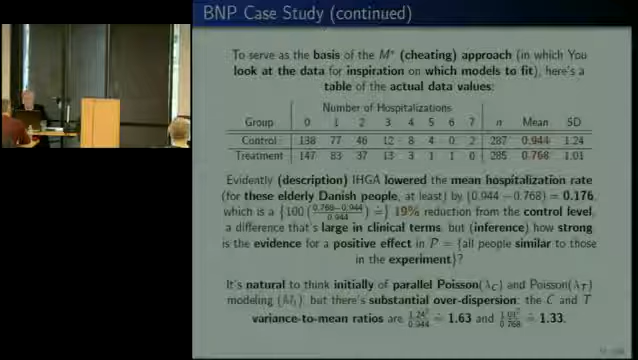 BNP Case Study (continued)
To serve as the basis of the M* (cheating) approach (in which You
look at the data for inspiration on which models to fit), here's a
table of the actual data values:
Number of Hospitalizations
Group 0 1 2 3 4 5 6 7 n Mean SD
Control 138 77 46 12 8 4 0 2 287 0.944 1.24
Treatment 147 83 37 13 3 1 1 0 285 0.768 1.01
Evidently (description) IHGA lowered the mean hospitalization rate
(for these elderly Danish people, at least) by (0.944 − 0.768) = 0.176,
which is a {100 (0.768−0.944 / 0.944) ≐} 19% reduction from the control level,
a difference that's large in clinical terms, but (inference) how strong
is the evidence for a positive effect in P = {all people similar to those
in the experiment}?
It's natural to think initially of parallel Poisson(λC) and Poisson(λT)
modeling (M1), but there's substantial over-dispersion: the C and T
variance-to-mean ratios are 1.24² / 0.944 ≐ 1.63 and 1.01² / 0.768 ≐ 1.33.